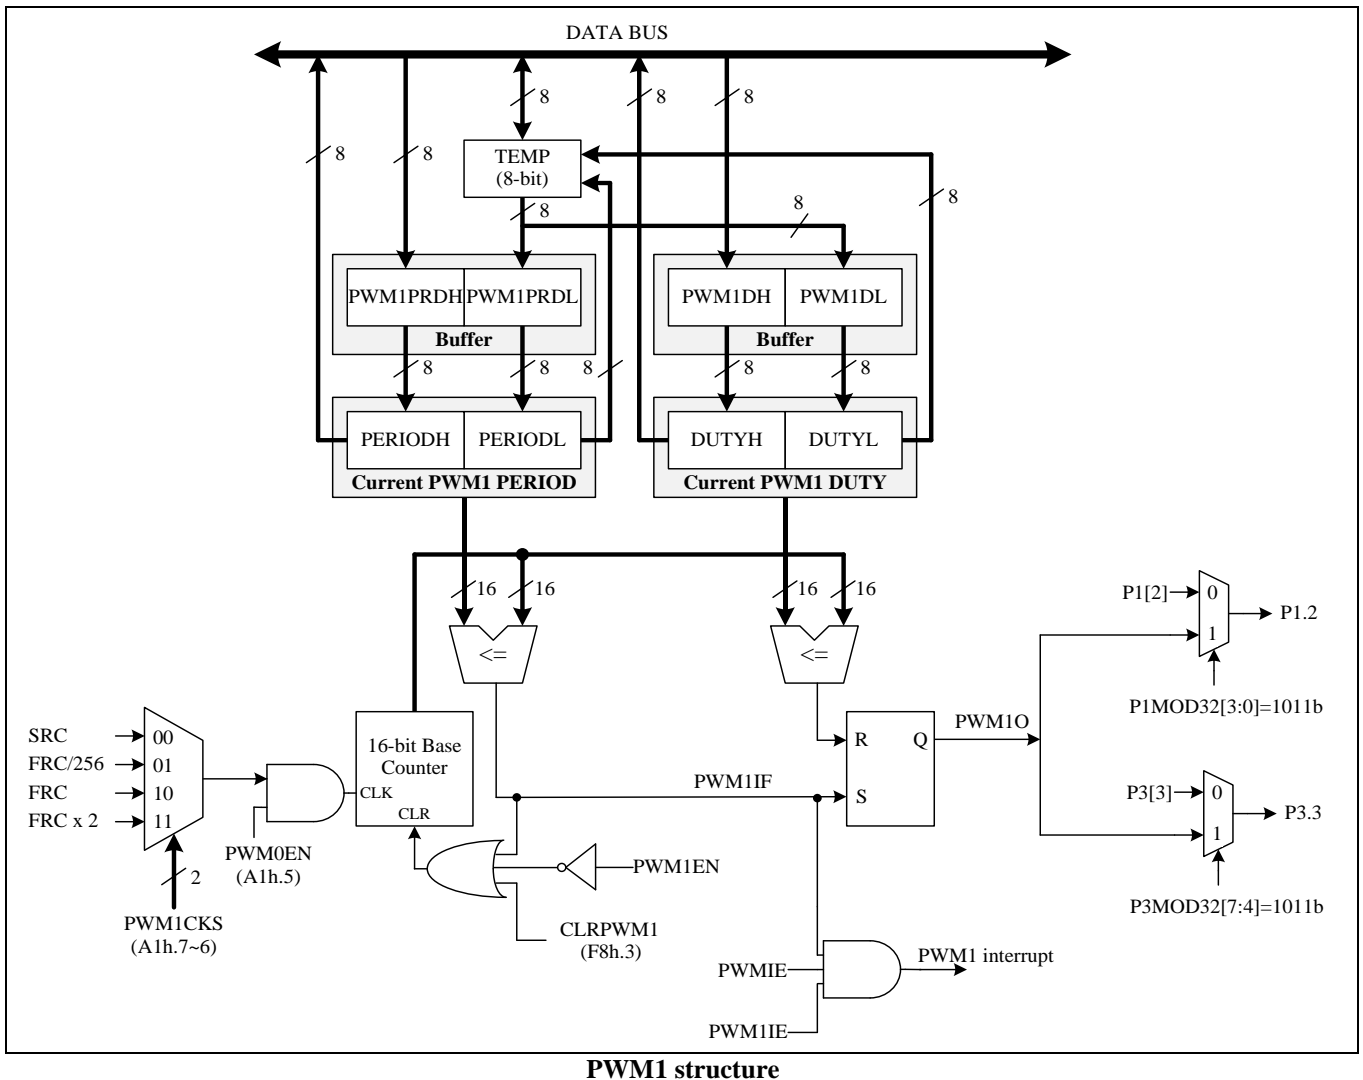 DATA BUS
8
8
8
8
8
TEMP
(8-bit)
8
8
8
PWM1PRDH
PWM1PRDL
Buffer
PWM1DH
PWM1DL
Buffer
8
8
8
8
8
PERIODH
PERIODL
Current PWM1 PERIOD
DUTYH
DUTYL
Current PWM1 DUTY
16
16
16
16
<=
<=
P1[2]
0
1
P1.2
P1MOD32[3:0]=1011b
SRC
FRC/256
FRC
FRC x 2
00
01
10
11
PWM1CKS
(A1h.7~6)
2
PWM0EN
(A1h.5)
16-bit Base
Counter
CLK
CLR
PWM1EN
CLRPWM1
(F8h.3)
PWM1IF
R
Q
S
PWM1O
P3[3]
0
1
P3.3
P3MOD32[7:4]=1011b
PWMIE
PWM1IE
PWM1 interrupt
PWM1 structure